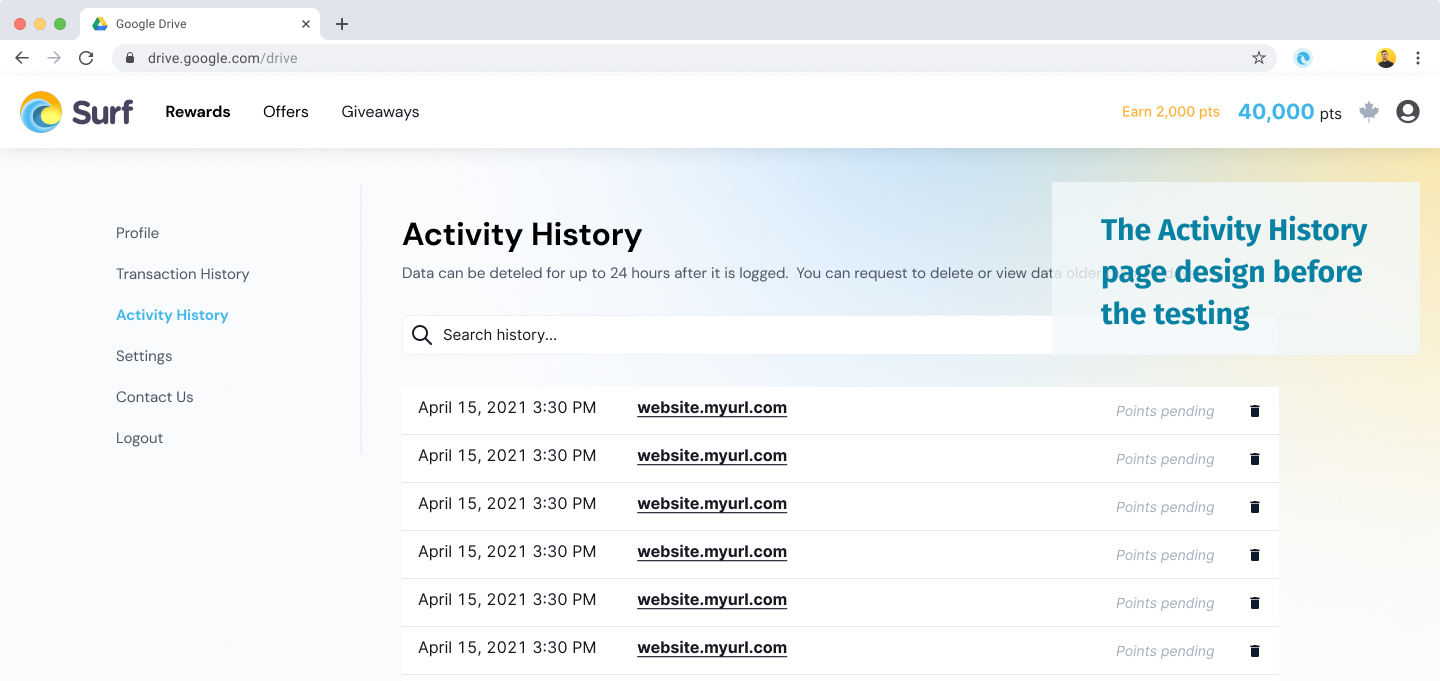 Google Drive
drive.google.com/drive
Surf
Rewards
Offers
Giveaways
Earn 2,000 pts
40,000 pts
Profile
Transaction History
Activity History
Settings
Contact Us
Logout
Activity History
Data can be deteled for up to 24 hours after it is logged.  You can request to delete or view data older
The Activity History
page design before
the testing
Search history...
April 15, 2021 3:30 PM website.myurl.com Points pending
April 15, 2021 3:30 PM website.myurl.com Points pending
April 15, 2021 3:30 PM website.myurl.com Points pending
April 15, 2021 3:30 PM website.myurl.com Points pending
April 15, 2021 3:30 PM website.myurl.com Points pending
April 15, 2021 3:30 PM website.myurl.com Points pending